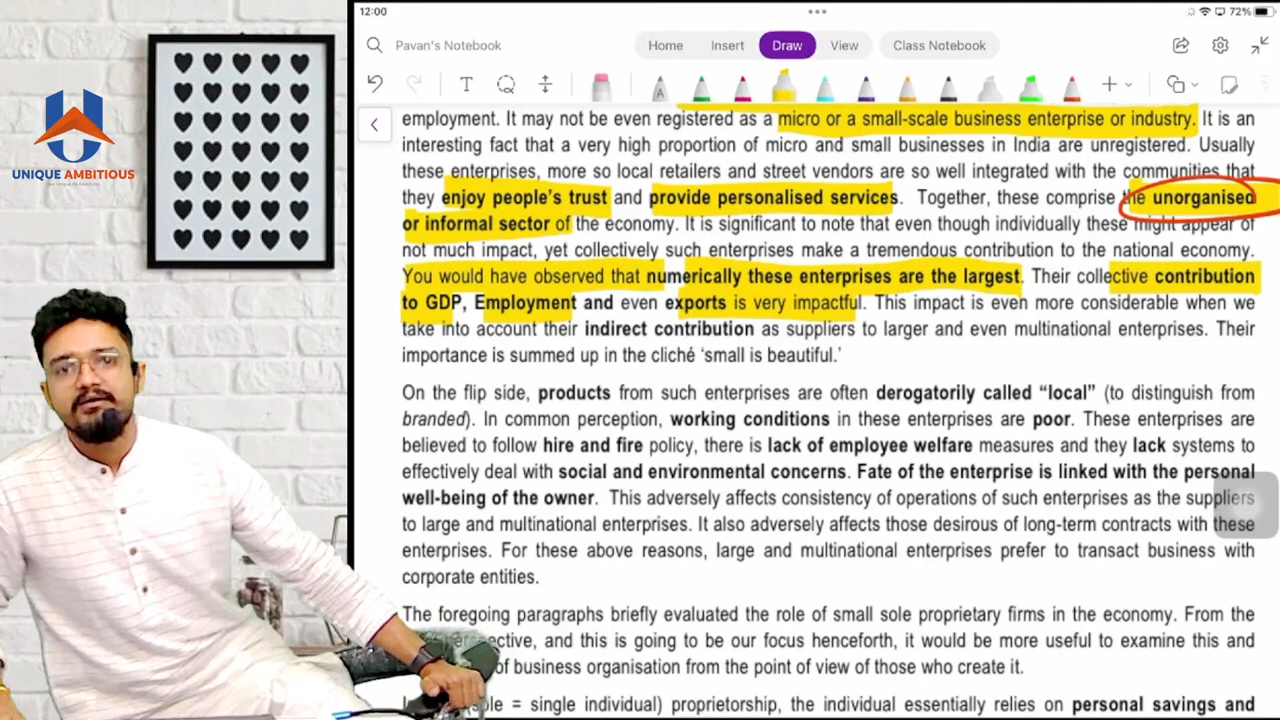 12:00
72%
Pavan's Notebook
Home
Insert
Draw
View
Class Notebook
T
A
UNIQUE AMBITIOUS
employment. It may not be even registered as a micro or a small-scale business enterprise or industry. It is an
interesting fact that a very high proportion of micro and small businesses in India are unregistered. Usually
these enterprises, more so local retailers and street vendors are so well integrated with the communities that
they enjoy people's trust and provide personalised services. Together, these comprise the unorganised
or informal sector of the economy. It is significant to note that even though individually these might appear of
not much impact, yet collectively such enterprises make a tremendous contribution to the national economy.
You would have observed that numerically these enterprises are the largest. Their collective contribution
to GDP, Employment and even exports is very impactful. This impact is even more considerable when we
take into account their indirect contribution as suppliers to larger and even multinational enterprises. Their
importance is summed up in the cliché 'small is beautiful.'
On the flip side, products from such enterprises are often derogatorily called “local” (to distinguish from
branded). In common perception, working conditions in these enterprises are poor. These enterprises are
believed to follow hire and fire policy, there is lack of employee welfare measures and they lack systems to
effectively deal with social and environmental concerns. Fate of the enterprise is linked with the personal
well-being of the owner. This adversely affects consistency of operations of such enterprises as the suppliers
to large and multinational enterprises. It also adversely affects those desirous of long-term contracts with these
enterprises. For these above reasons, large and multinational enterprises prefer to transact business with
corporate entities.
The foregoing paragraphs briefly evaluated the role of small sole proprietary firms in the economy. From the
and this is going to be our focus henceforth, it would be more useful to examine this and
of business organisation from the point of view of those who create it.
= single individual) proprietorship, the individual essentially relies on personal savings and